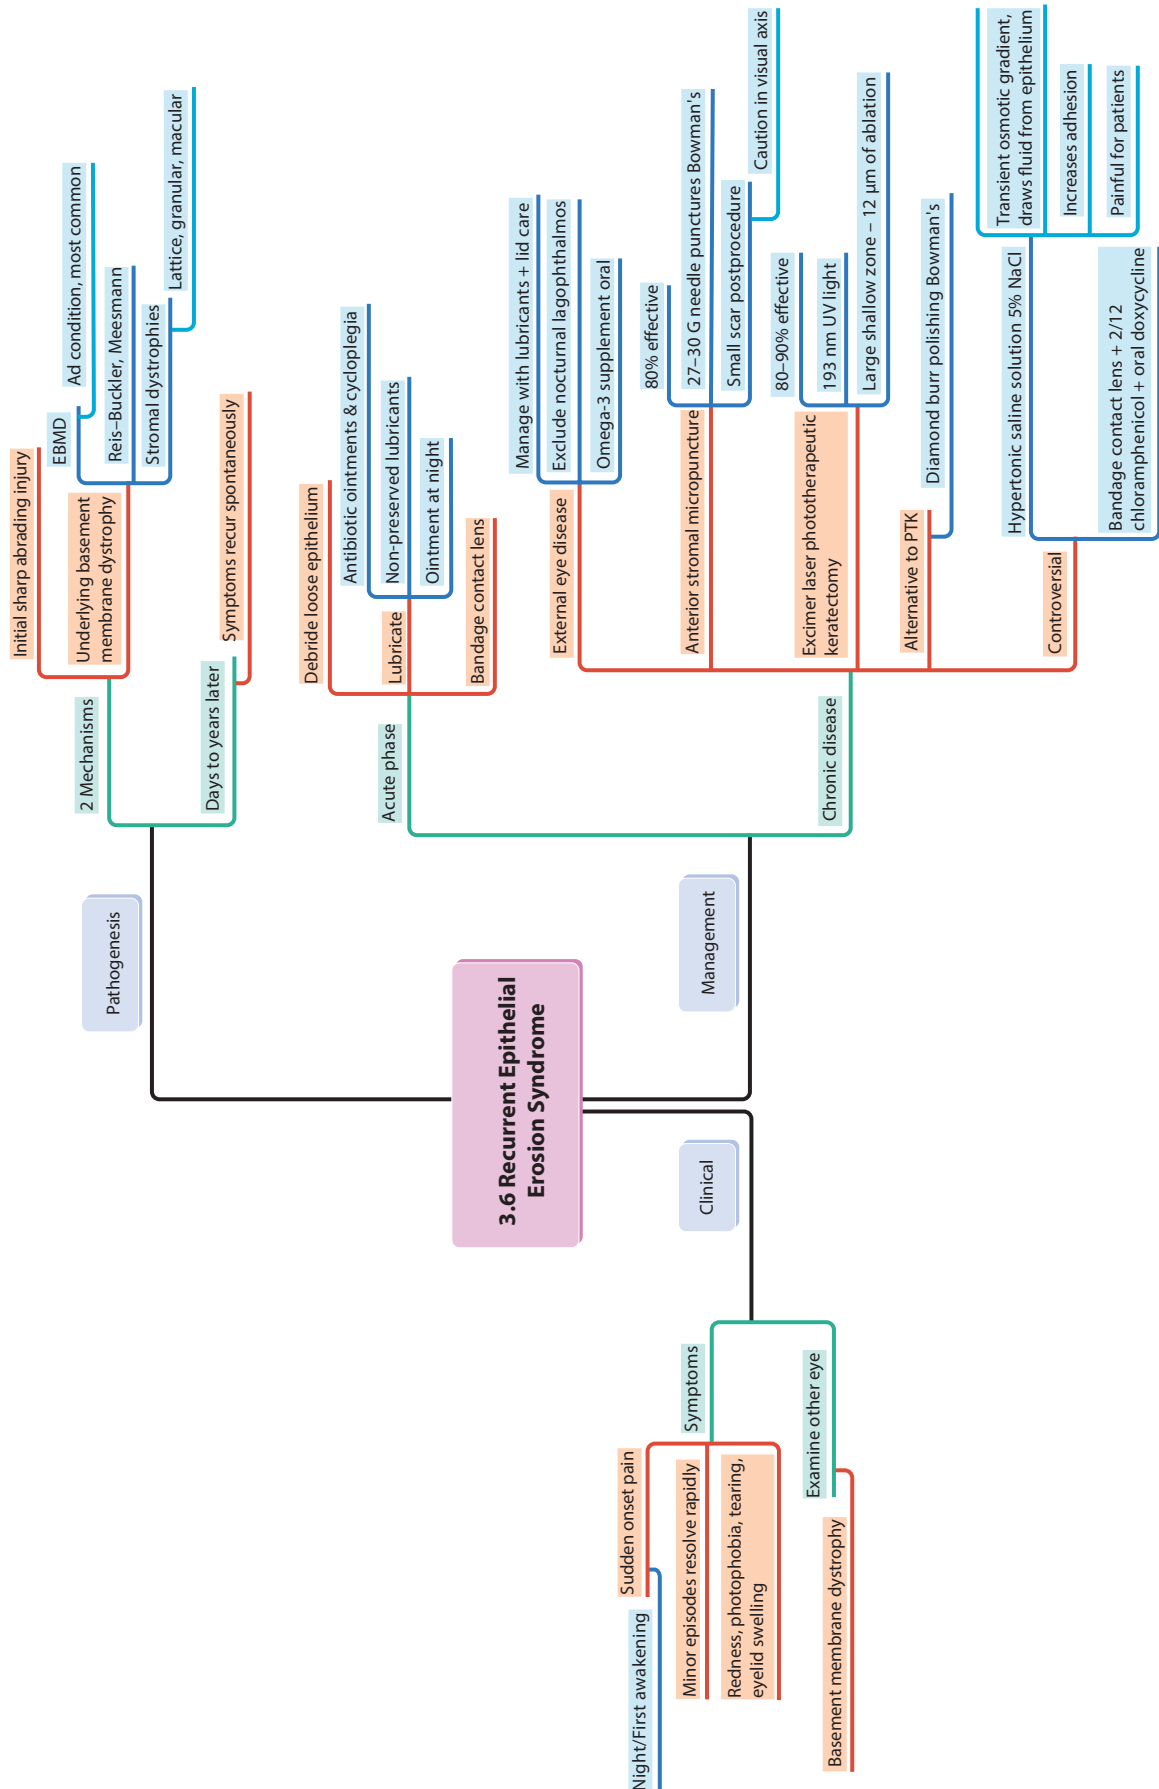 3.6 Recurrent Epithelial
Erosion Syndrome
Pathogenesis
2 Mechanisms
Initial sharp abrading injury
Underlying basement
membrane dystrophy
EBMD
Ad condition, most common
Reis–Buckler, Meesmann
Stromal dystrophies
Lattice, granular, macular
Days to years later
Symptoms recur spontaneously
Management
Acute phase
Debride loose epithelium
Lubricate
Antibiotic ointments & cycloplegia
Non-preserved lubricants
Ointment at night
Bandage contact lens
Chronic disease
External eye disease
Manage with lubricants + lid care
Exclude nocturnal lagophthalmos
Omega-3 supplement oral
Anterior stromal micropuncture
80% effective
27–30 G needle punctures Bowman's
Small scar postprocedure
Caution in visual axis
Excimer laser phototherapeutic
keratectomy
80–90% effective
193 nm UV light
Large shallow zone – 12 µm of ablation
Alternative to PTK
Diamond burr polishing Bowman's
Controversial
Hypertonic saline solution 5% NaCl
Transient osmotic gradient,
draws fluid from epithelium
Increases adhesion
Painful for patients
Bandage contact lens + 2/12
chloramphenicol + oral doxycycline
Clinical
Symptoms
Sudden onset pain
Night/First awakening
Minor episodes resolve rapidly
Redness, photophobia, tearing,
eyelid swelling
Examine other eye
Basement membrane dystrophy